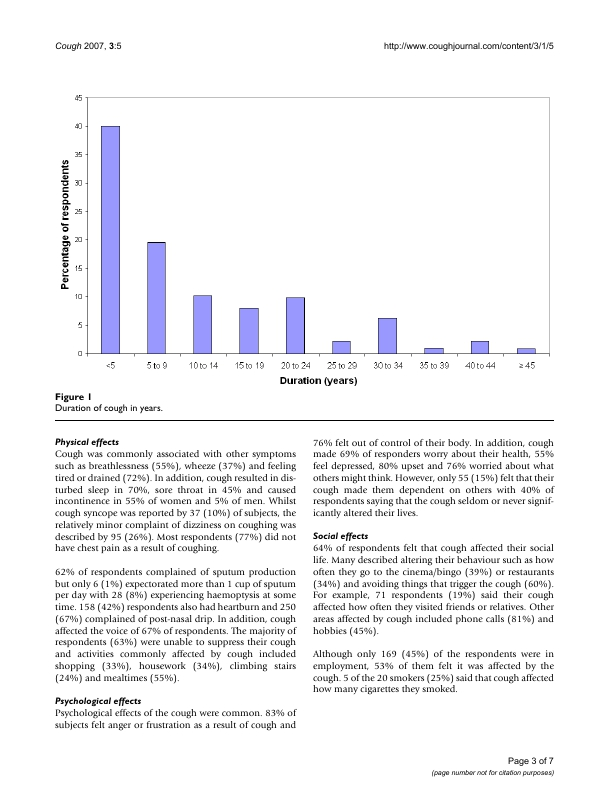 Cough 2007, 3:5
http://www.coughjournal.com/content/3/1/5
45
40
35
30
25
20
15
10
5
0
Percentage of respondents
<5
5 to 9
10 to 14
15 to 19
20 to 24
25 to 29
30 to 34
35 to 39
40 to 44
≥ 45
Duration (years)
Figure 1
Duration of cough in years.
Physical effects
Cough was commonly associated with other symptoms
such as breathlessness (55%), wheeze (37%) and feeling
tired or drained (72%). In addition, cough resulted in dis-
turbed sleep in 70%, sore throat in 45% and caused
incontinence in 55% of women and 5% of men. Whilst
cough syncope was reported by 37 (10%) of subjects, the
relatively minor complaint of dizziness on coughing was
described by 95 (26%). Most respondents (77%) did not
have chest pain as a result of coughing.
62% of respondents complained of sputum production
but only 6 (1%) expectorated more than 1 cup of sputum
per day with 28 (8%) experiencing haemoptysis at some
time. 158 (42%) respondents also had heartburn and 250
(67%) complained of post-nasal drip. In addition, cough
affected the voice of 67% of respondents. The majority of
respondents (63%) were unable to suppress their cough
and activities commonly affected by cough included
shopping (33%), housework (34%), climbing stairs
(24%) and mealtimes (55%).
Psychological effects
Psychological effects of the cough were common. 83% of
subjects felt anger or frustration as a result of cough and
76% felt out of control of their body. In addition, cough
made 69% of responders worry about their health, 55%
feel depressed, 80% upset and 76% worried about what
others might think. However, only 55 (15%) felt that their
cough made them dependent on others with 40% of
respondents saying that the cough seldom or never signif-
icantly altered their lives.
Social effects
64% of respondents felt that cough affected their social
life. Many described altering their behaviour such as how
often they go to the cinema/bingo (39%) or restaurants
(34%) and avoiding things that trigger the cough (60%).
For example, 71 respondents (19%) said their cough
affected how often they visited friends or relatives. Other
areas affected by cough included phone calls (81%) and
hobbies (45%).
Although only 169 (45%) of the respondents were in
employment, 53% of them felt it was affected by the
cough. 5 of the 20 smokers (25%) said that cough affected
how many cigarettes they smoked.
Page 3 of 7
(page number not for citation purposes)